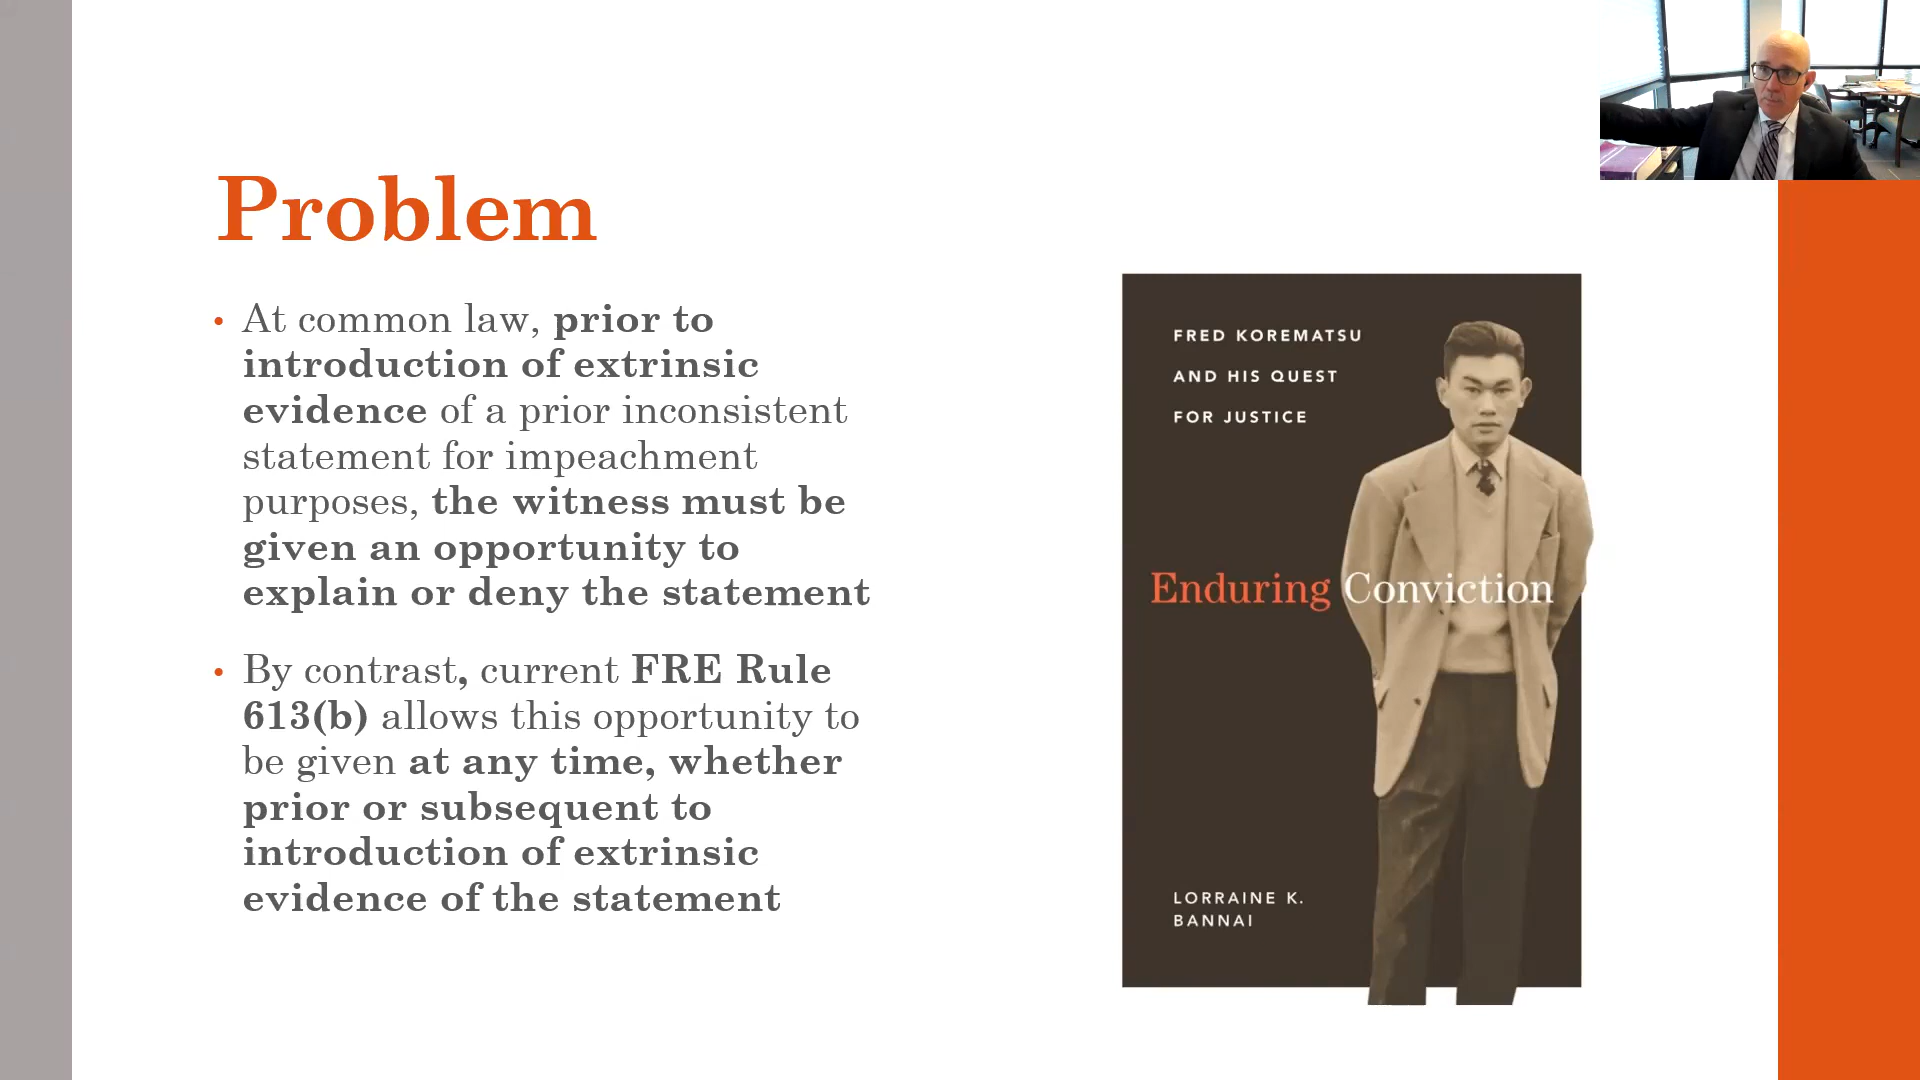 Problem
• At common law, prior to
introduction of extrinsic
evidence of a prior inconsistent
statement for impeachment
purposes, the witness must be
given an opportunity to
explain or deny the statement
• By contrast, current FRE Rule
613(b) allows this opportunity to
be given at any time, whether
prior or subsequent to
introduction of extrinsic
evidence of the statement
FRED KOREMATSU
AND HIS QUEST
FOR JUSTICE
Enduring Conviction
LORRAINE K.
BANNAI